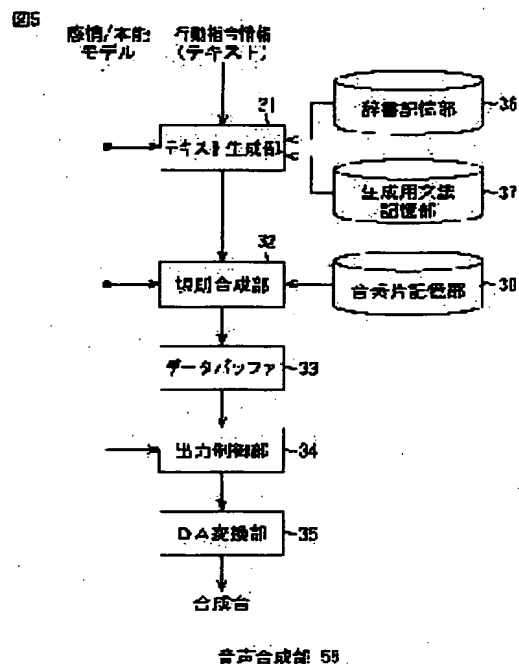 図5
感情/本能
モデル
行動指令情報
(テキスト)
21
テキスト生成部
辞書記憶部
36
生成用文法
記憶部
37
32
規則合成部
音素片記憶部
38
データバッファ
33
出力制御部
34
DA変換部
35
合成音
音声合成部 55